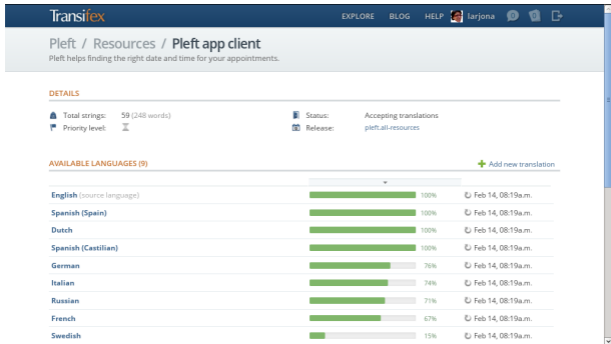 Transifex EXPLORE BLOG HELP larjona
Pleft / Resources / Pleft app client
Pleft helps finding the right date and time for your appointments.
DETAILS
Total strings: 59 (248 words) Status: Accepting translations
Priority level: Release: pleft.all-resources
AVAILABLE LANGUAGES (9) Add new translation
English (source language) 100% Feb 14, 08:19a.m.
Spanish (Spain) 100% Feb 14, 08:19a.m.
Dutch 100% Feb 14, 08:19a.m.
Spanish (Castilian) 100% Feb 14, 08:19a.m.
German 76% Feb 14, 08:19a.m.
Italian 74% Feb 14, 08:19a.m.
Russian 71% Feb 14, 08:19a.m.
French 67% Feb 14, 08:19a.m.
Swedish 15% Feb 14, 08:19a.m.